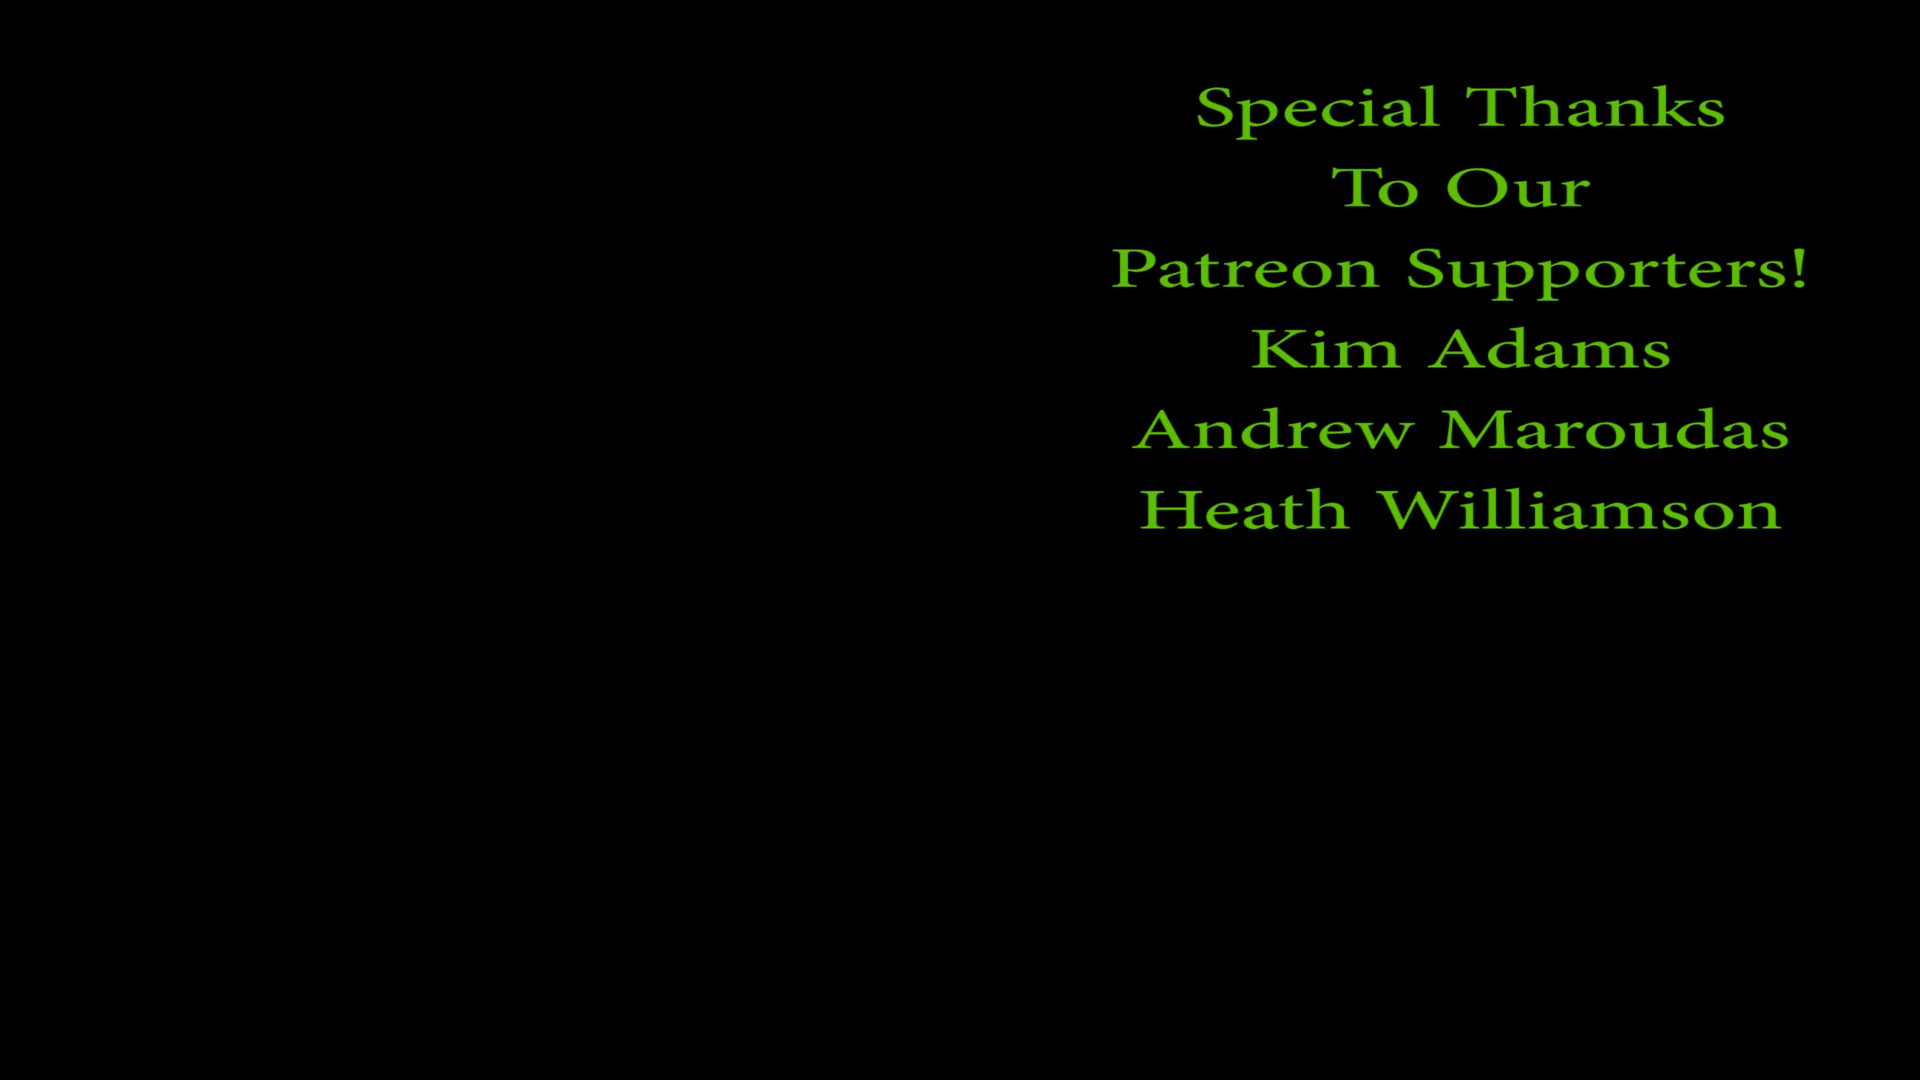 Special Thanks
To Our
Patreon Supporters!
Kim Adams
Andrew Maroudas
Heath Williamson